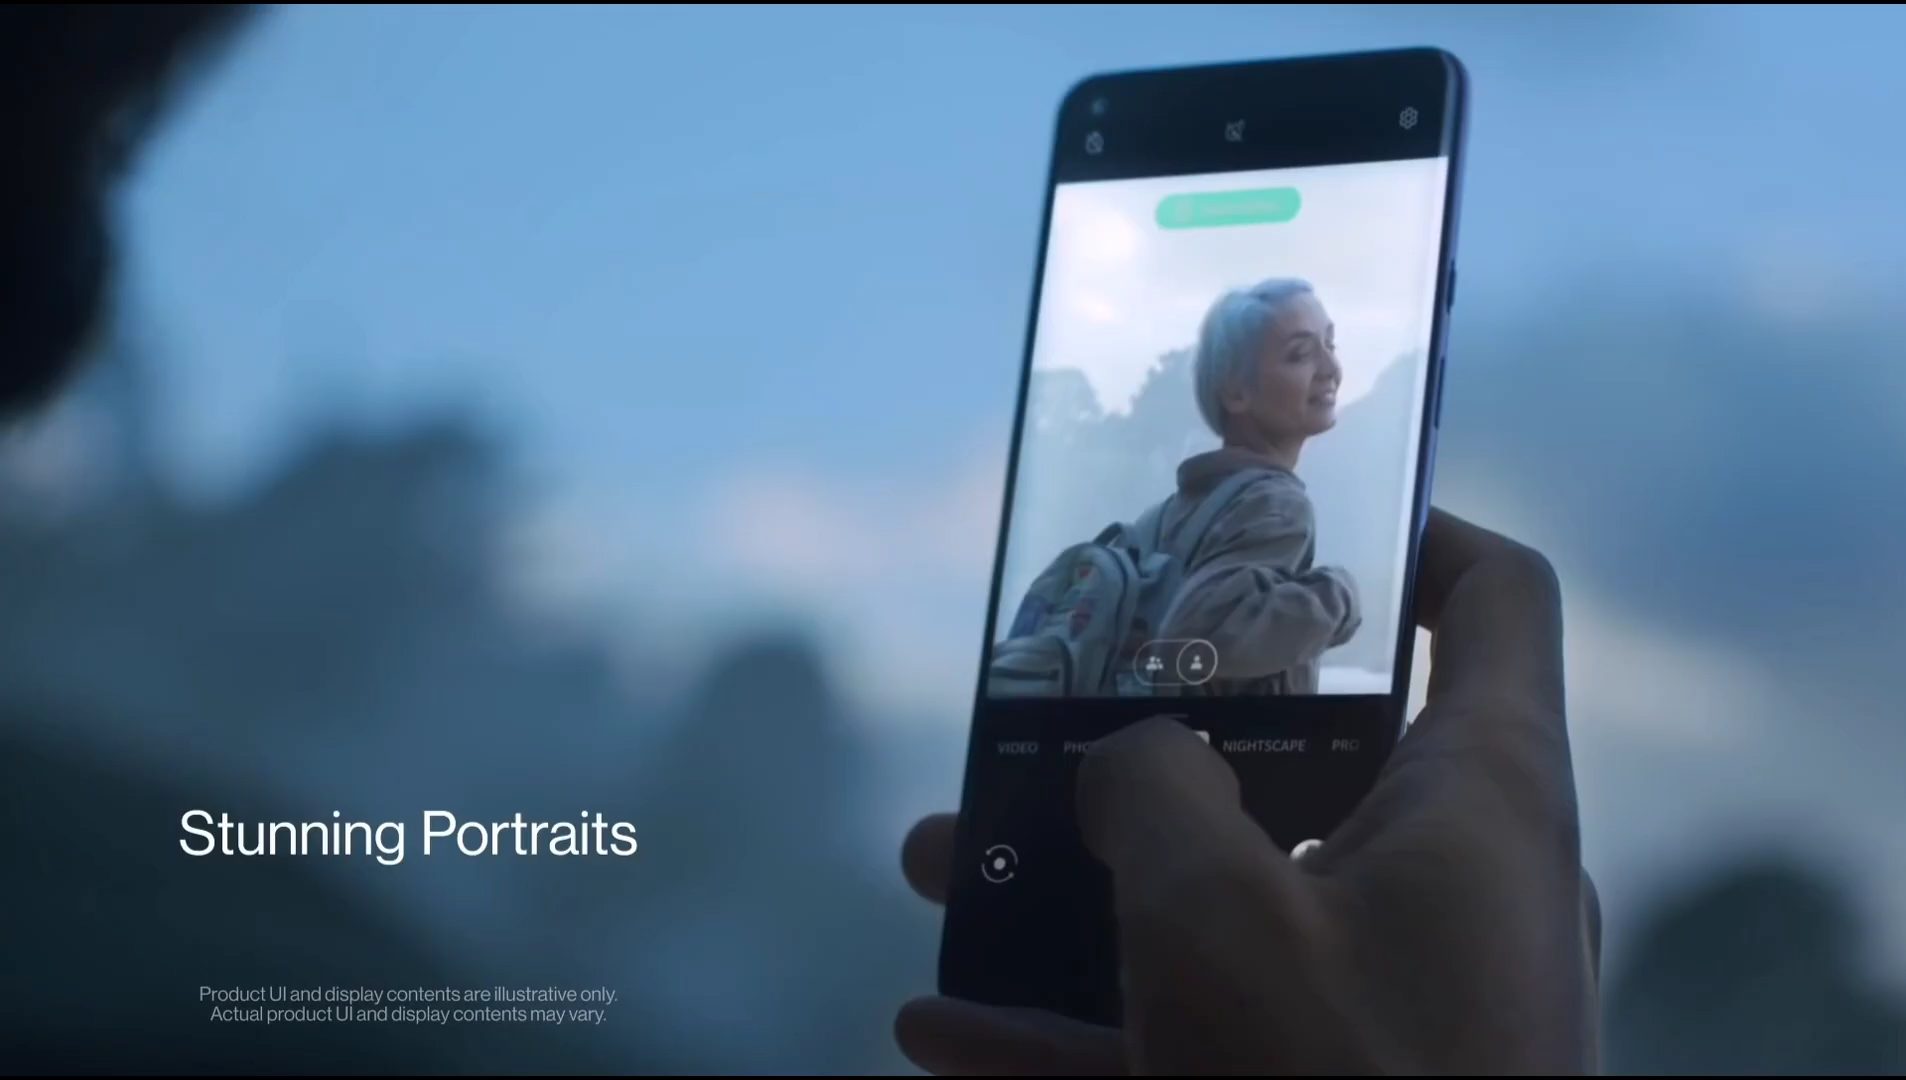 VIDEO
NIGHTSCAPE
PRO
Stunning Portraits
Product UI and display contents are illustrative only.
Actual product UI and display contents may vary.